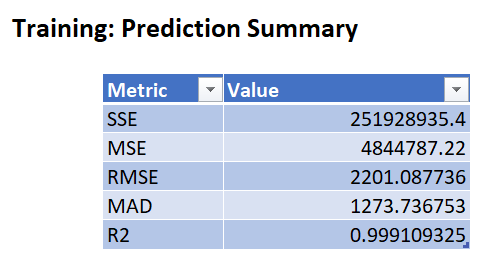 Training: Prediction Summary
Metric Value
SSE 251928935.4
MSE 4844787.22
RMSE 2201.087736
MAD 1273.736753
R2 0.999109325